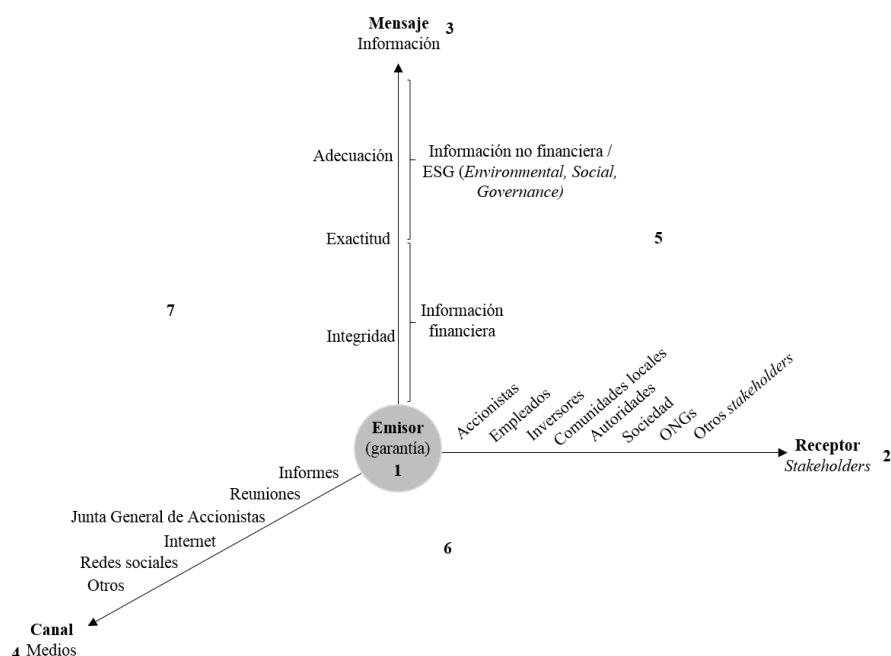 Mensaje 3
Información
Adecuación
Información no financiera /
ESG (Environmental, Social,
Governance)
Exactitud
5
7
Integridad
Información
financiera
Accionistas
Empleados
Inversores
Comunidades locales
Autoridades
Sociedad
ONGs
Otros stakeholders
Emisor
(garantía)
1
Receptor
Stakeholders 2
Informes
Reuniones
Junta General de Accionistas
Internet
Redes sociales
Otros
6
Canal
4 Medios